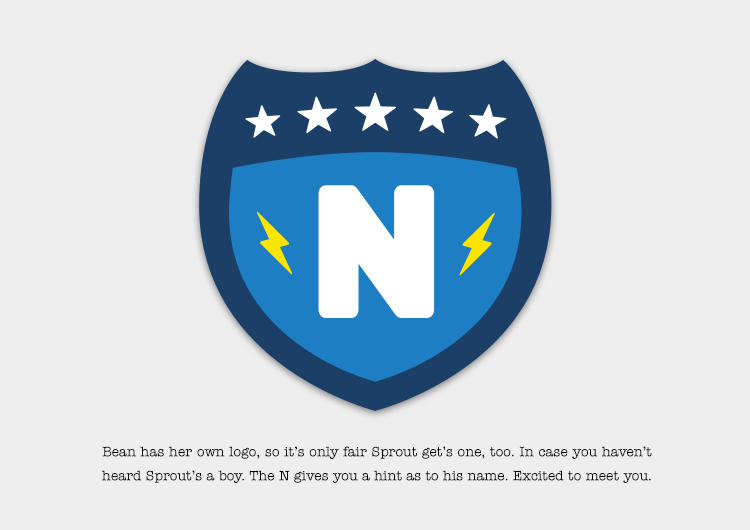 N
Bean has her own logo, so it’s only fair Sprout get’s one, too. In case you haven’t
heard Sprout’s a boy. The N gives you a hint as to his name. Excited to meet you.